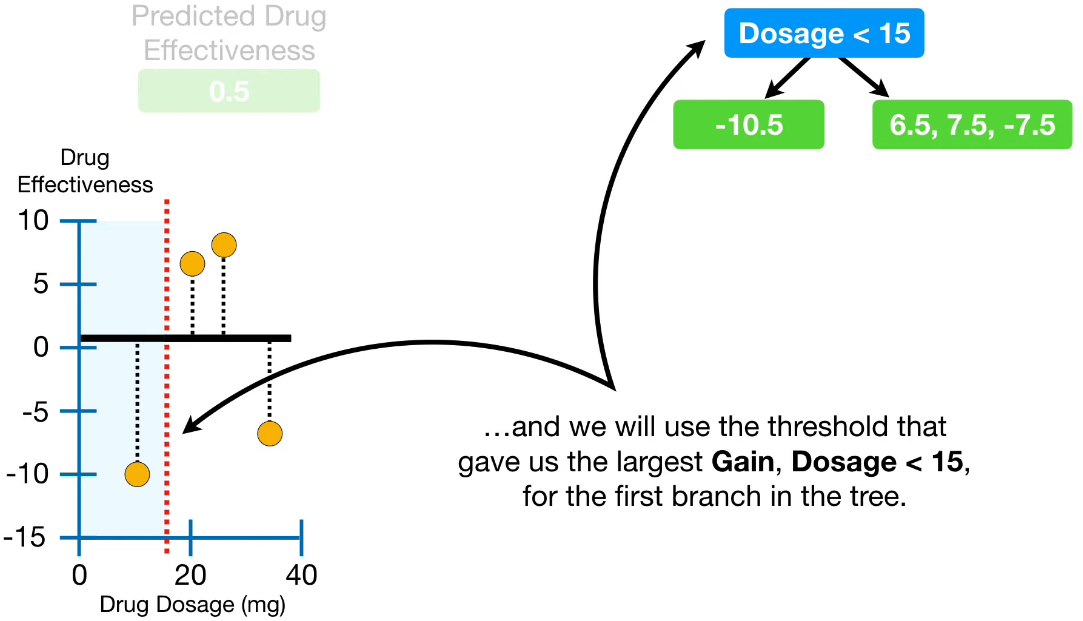 Predicted Drug
Effectiveness
0.5
Dosage < 15
-10.5
6.5, 7.5, -7.5
Drug
Effectiveness
10
5
0
-5
-10
-15
0
20
40
Drug Dosage (mg)
…and we will use the threshold that
gave us the largest Gain, Dosage < 15,
for the first branch in the tree.